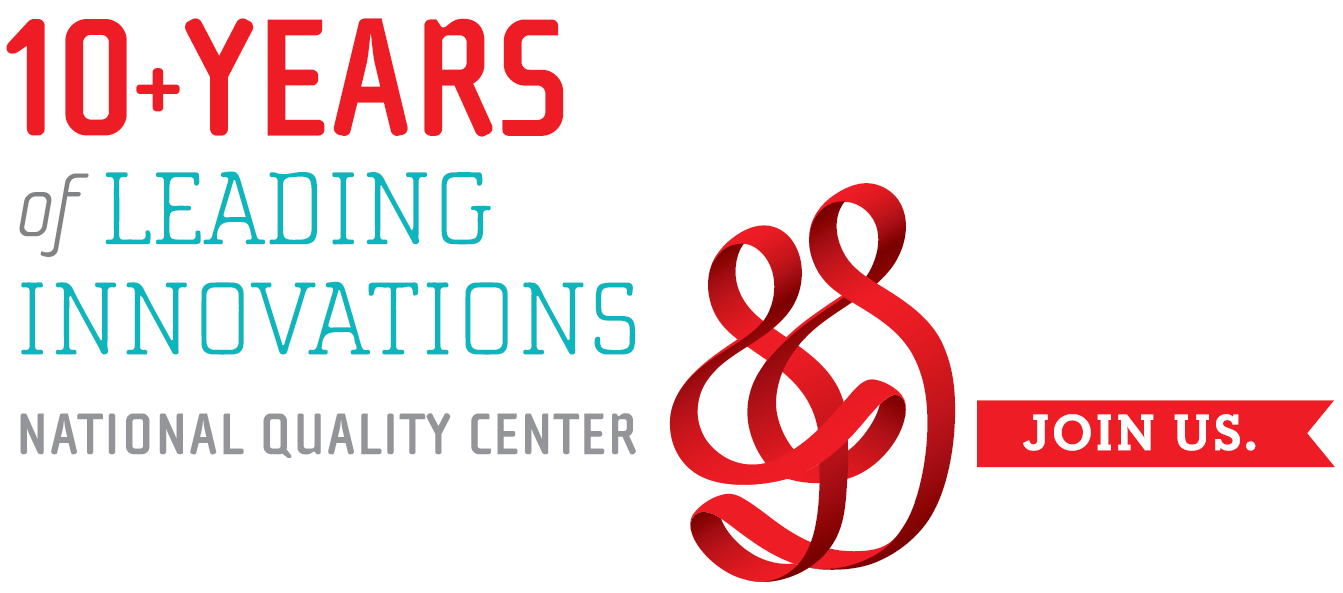 10+YEARS
of LEADING
INNOVATIONS
NATIONAL QUALITY CENTER
JOIN US.